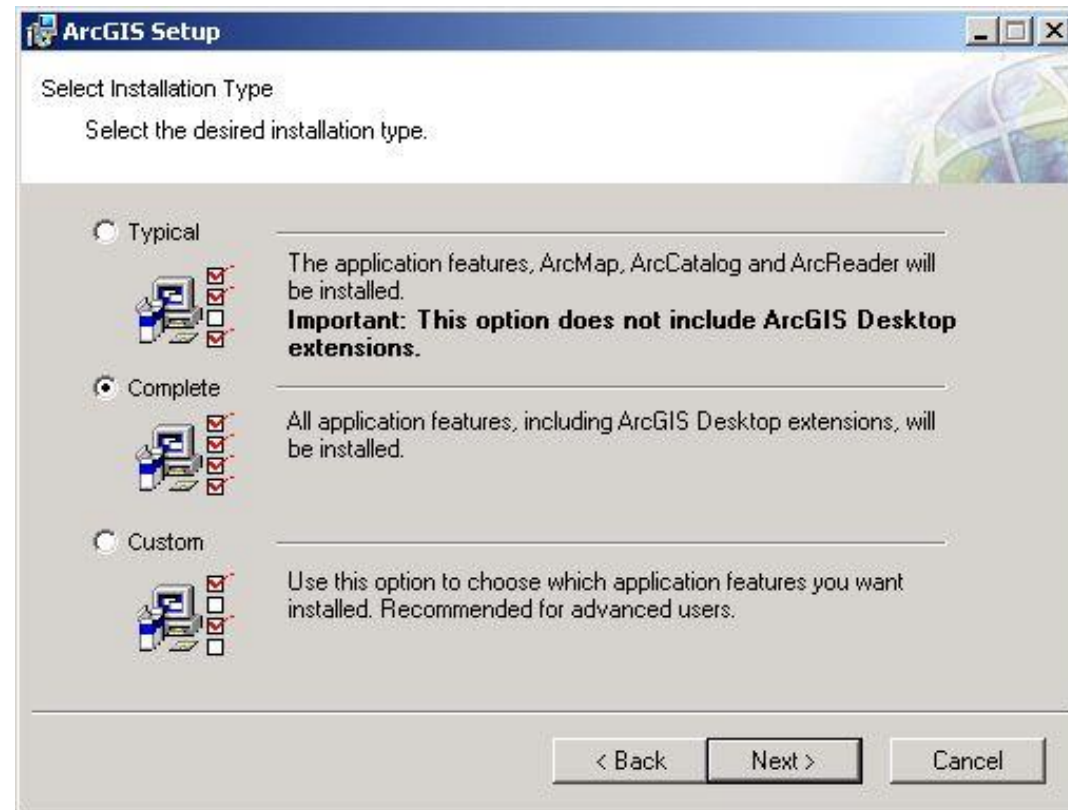 ArcGIS Setup
Select Installation Type
Select the desired installation type.
Typical
The application features, ArcMap, ArcCatalog and ArcReader will
be installed.
Important: This option does not include ArcGIS Desktop
extensions.
Complete
All application features, including ArcGIS Desktop extensions, will
be installed.
Custom
Use this option to choose which application features you want
installed. Recommended for advanced users.
< Back
Next >
Cancel